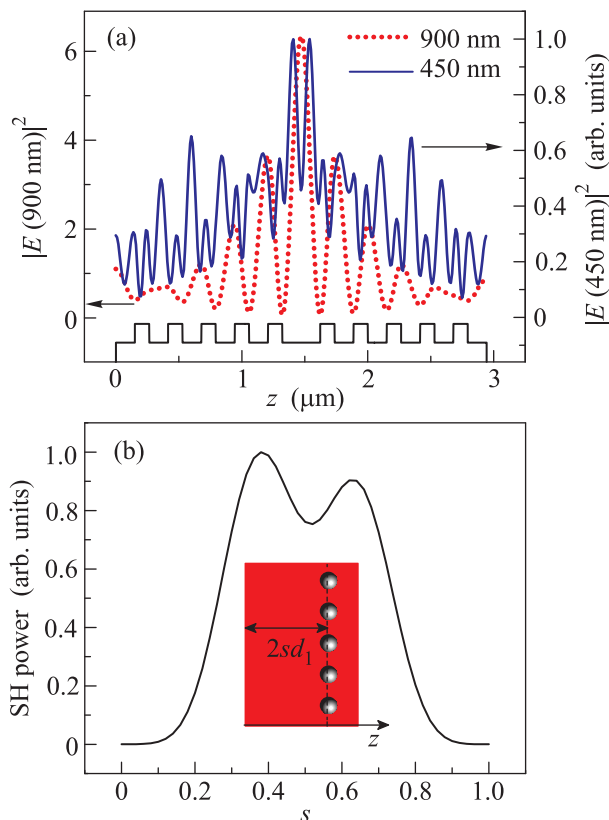 (a)
900 nm
450 nm
|E (900 nm)|²
6
4
2
0
1.0
0.8
0.6
0.4
0.2
0
|E (450 nm)|² (arb. units)
0 1 2 3
z (μm)
(b)
SH power (arb. units)
1.0
0.8
0.6
0.4
0.2
0
2sd₁
z
0 0.2 0.4 0.6 0.8 1.0
s